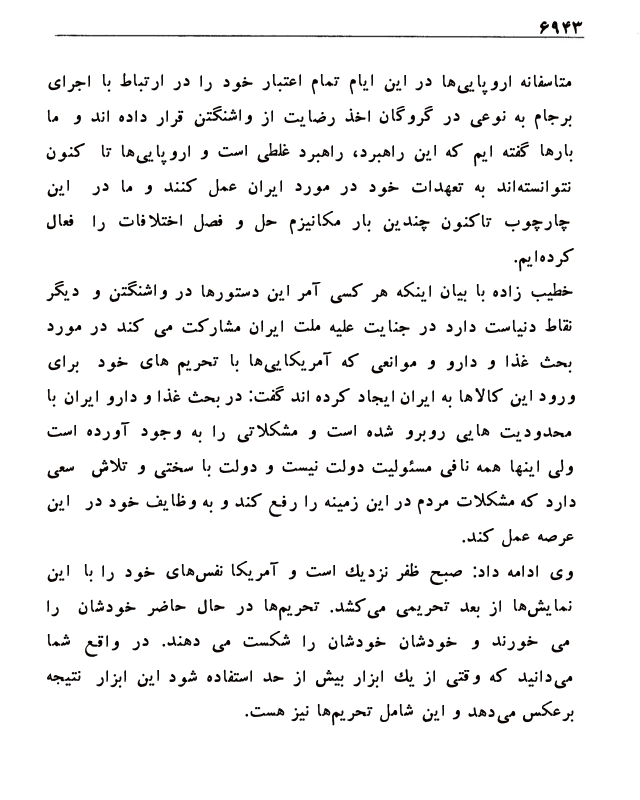 ۶۹۴۳
متاسفانه اروپایی‌ها در این ایام تمام اعتبار خود را در ارتباط با اجرای
برجام به نوعی در گروگان اخذ رضایت از واشنگتن قرار داده اند و ما
بارها گفته ایم که این راهبرد، راهبرد غلطی است و اروپایی‌ها تا کنون
نتوانسته‌اند به تعهدات خود در مورد ایران عمل کنند و ما در این
چارچوب تاکنون چندین بار مکانیزم حل و فصل اختلافات را فعال
کرده‌ایم.
خطیب زاده با بیان اینکه هر کسی آمر این دستورها در واشنگتن و دیگر
نقاط دنیاست دارد در جنایت علیه ملت ایران مشارکت می کند در مورد
بحث غذا و دارو و موانعی که آمریکایی‌ها با تحریم های خود برای
ورود این کالاها به ایران ایجاد کرده اند گفت: در بحث غذا و دارو ایران با
محدودیت هایی روبرو شده است و مشکلاتی را به وجود آورده است
ولی اینها همه نافی مسئولیت دولت نیست و دولت با سختی و تلاش سعی
دارد که مشکلات مردم در این زمینه را رفع کند و به وظایف خود در این
عرصه عمل کند.
وی ادامه داد: صبح ظفر نزدیك است و آمریکا نفس‌های خود را با این
نمایش‌ها از بعد تحریمی می‌کشد. تحریم‌ها در حال حاضر خودشان را
می خورند و خودشان خودشان را شکست می دهند. در واقع شما
می‌دانید که وقتی از یك ابزار بیش از حد استفاده شود این ابزار نتیجه
برعکس می‌دهد و این شامل تحریم‌ها نیز هست.